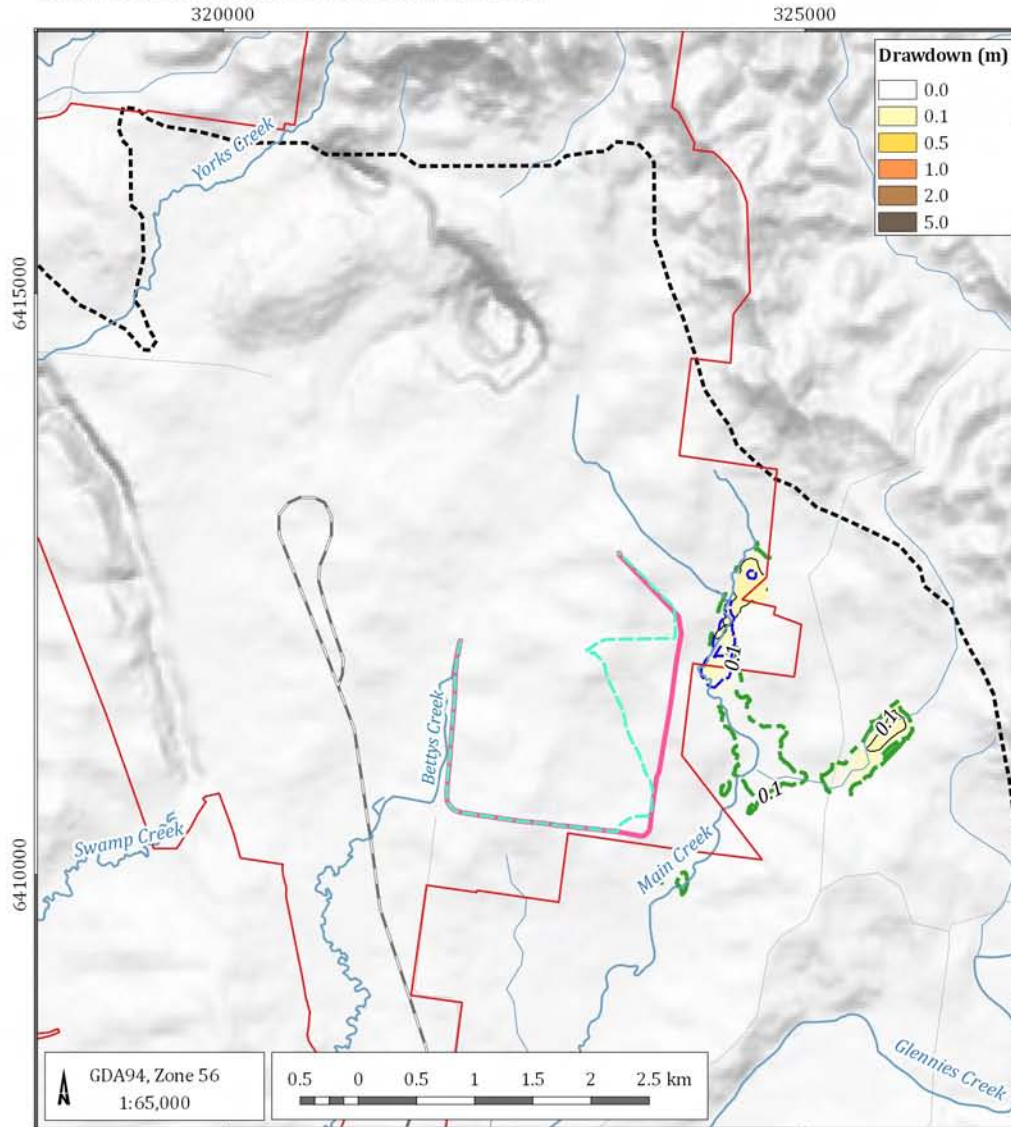 320000
325000
Drawdown (m)
0.0
0.1
0.5
1.0
2.0
5.0
Yorks Creek
6415000
0.1
0.1
0.1
Bettys Creek
Swamp Creek
Main Creek
6410000
Glennies Creek
GDA94, Zone 56
1:65,000
N
0.5 0 0.5 1 1.5 2 2.5 km